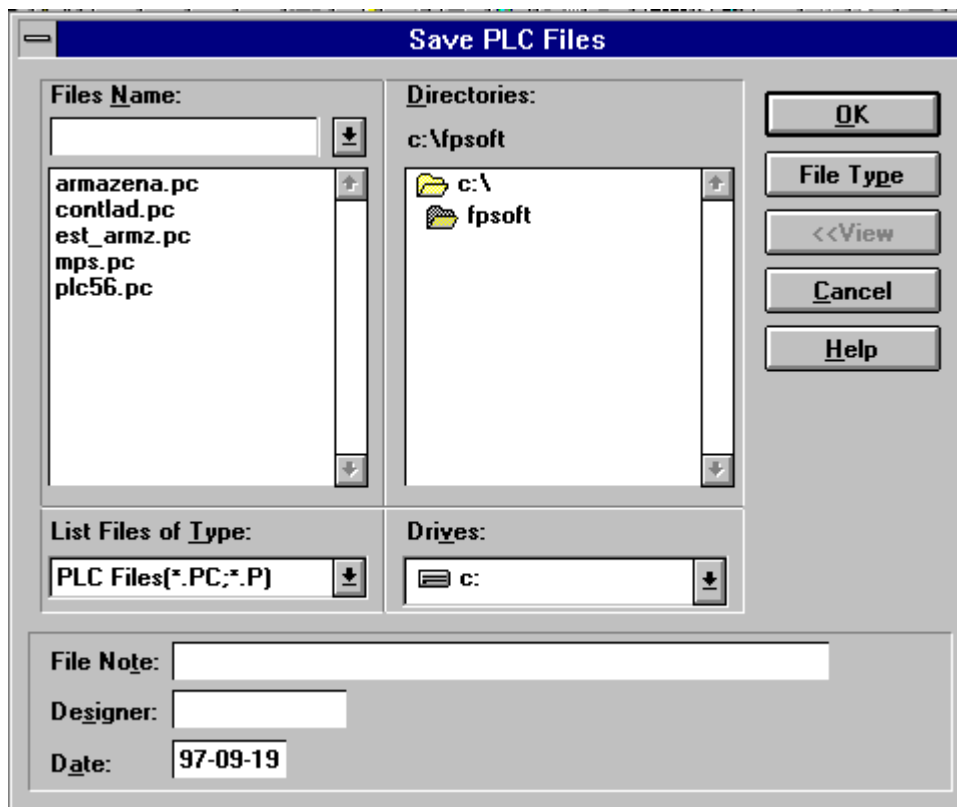 Save PLC Files
Files Name:
armazena.pc
contlad.pc
est_armz.pc
mps.pc
plc56.pc
Directories:
c:\fpsoft
c:\
fpsoft
OK
File Type
<<View
Cancel
Help
List Files of Type:
PLC Files(*.PC;*.P)
Drives:
c:
File Note:
Designer:
Date:
97-09-19